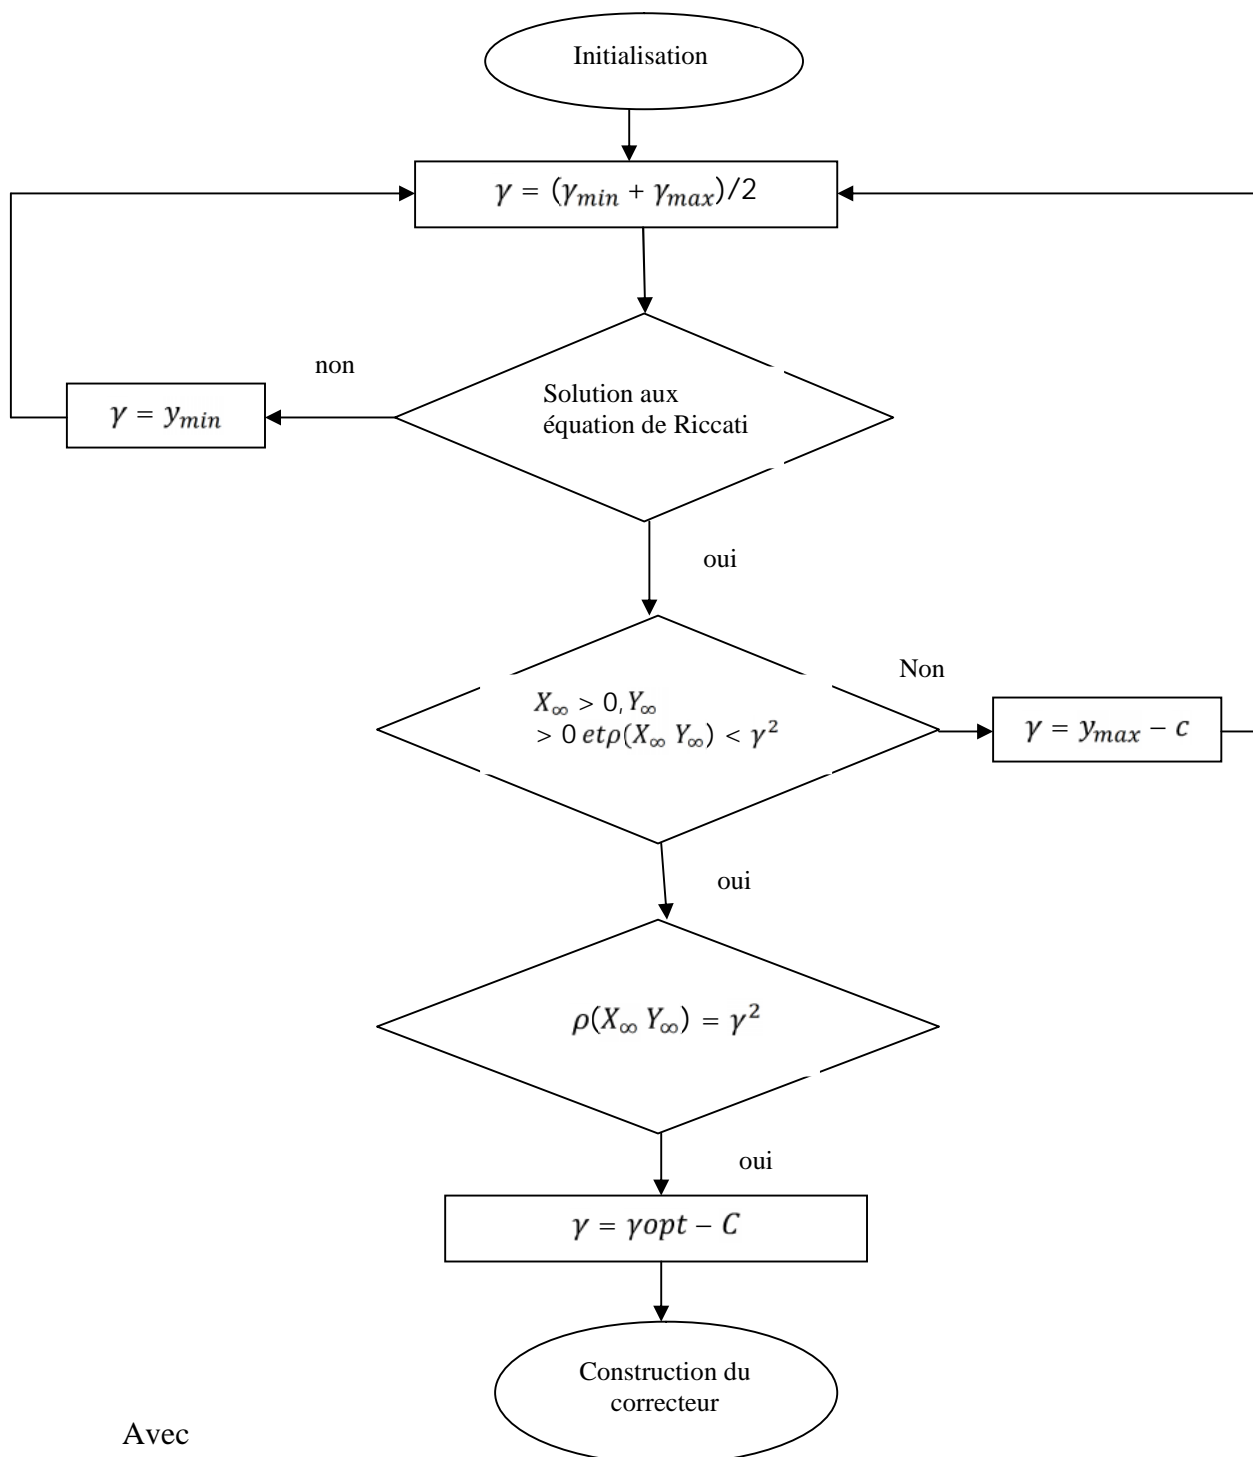 Initialisation
γ = (γmin + γmax)/2
non
Solution aux
équation de Riccati
γ = ymin
oui
Non
X∞ > 0, Y∞
> 0 etρ(X∞ Y∞) < γ²
γ = ymax − c
oui
ρ(X∞ Y∞) = γ²
oui
γ = γopt − C
Construction du
correcteur
Avec